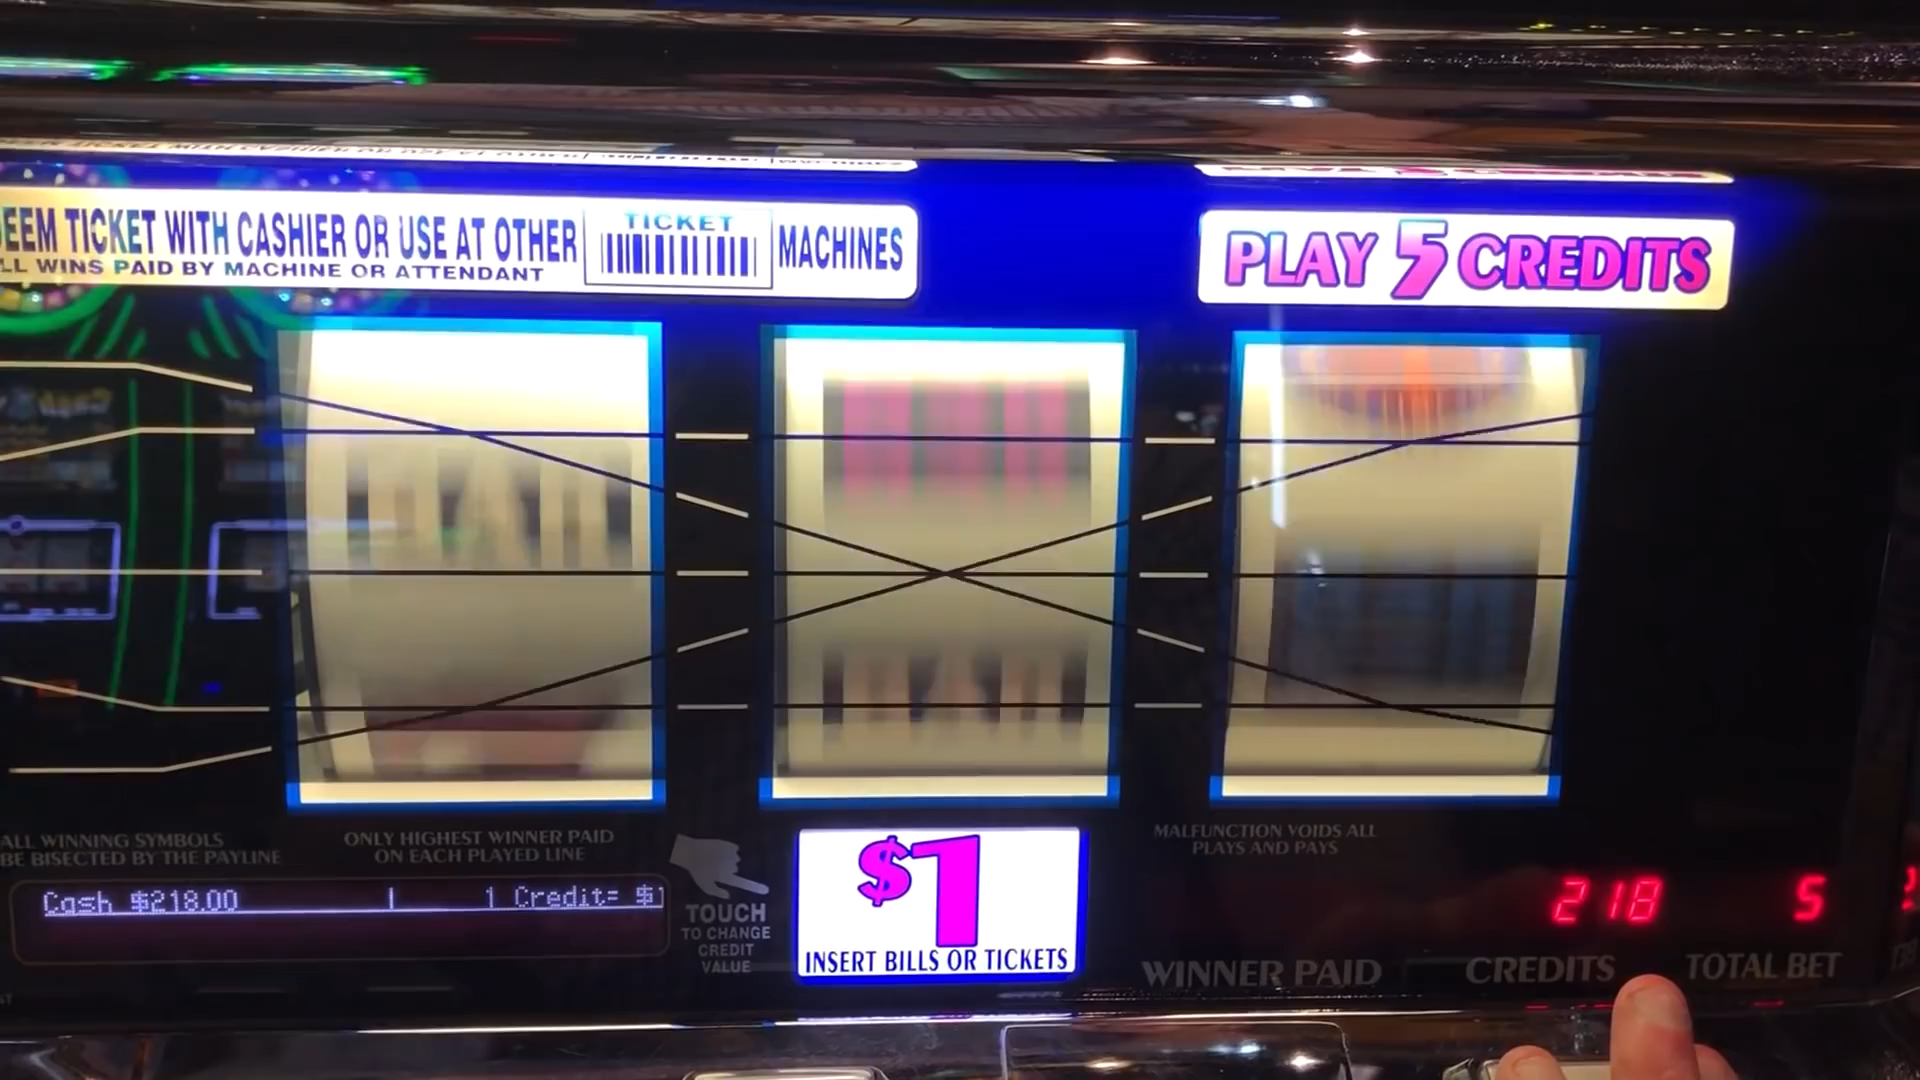 EEM TICKET WITH CASHIER OR USE AT OTHER TICKET MACHINES
LL WINS PAID BY MACHINE OR ATTENDANT
PLAY 5 CREDITS
ALL WINNING SYMBOLS
BE BISECTED BY THE PAYLINE
ONLY HIGHEST WINNER PAID
ON EACH PLAYED LINE
MALFUNCTION VOIDS ALL
PLAYS AND PAYS
Cash $218.00 | 1 Credit= $1
TOUCH
TO CHANGE
CREDIT
VALUE
$1
INSERT BILLS OR TICKETS
218 5
WINNER PAID CREDITS TOTAL BET